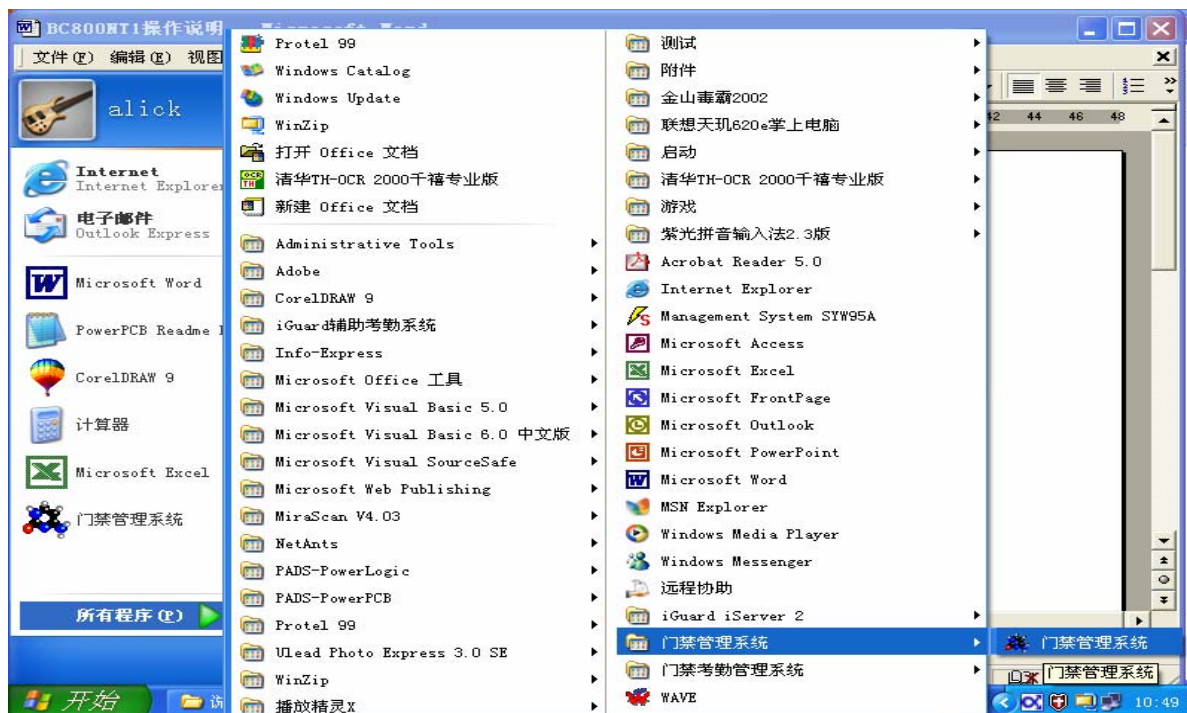 BC800NT1操作说明
Microsoft Word
文件(F) 编辑(E) 视图
alick
Internet
Internet Explorer
电子邮件
Outlook Express
Microsoft Word
PowerPCB Readme
CorelDRAW 9
计算器
Microsoft Excel
门禁管理系统
所有程序(P)
Protel 99
Windows Catalog
Windows Update
WinZip
打开 Office 文档
清华TH-OCR 2000千禧专业版
新建 Office 文档
Administrative Tools
Adobe
CorelDRAW 9
iGuard辅助考勤系统
Info-Express
Microsoft Office 工具
Microsoft Visual Basic 5.0
Microsoft Visual Basic 6.0 中文版
Microsoft Visual SourceSafe
Microsoft Web Publishing
MiraScan V4.03
NetAnts
PADS-PowerLogic
PADS-PowerPCB
Protel 99
Ulead Photo Express 3.0 SE
WinZip
播放精灵X
测试
附件
金山毒霸2002
联想天玑620e掌上电脑
启动
清华TH-OCR 2000千禧专业版
游戏
紫光拼音输入法2.3版
Acrobat Reader 5.0
Internet Explorer
Management System SYW95A
Microsoft Access
Microsoft Excel
Microsoft FrontPage
Microsoft Outlook
Microsoft PowerPoint
Microsoft Word
MSN Explorer
Windows Media Player
Windows Messenger
远程协助
iGuard iServer 2
门禁管理系统
门禁考勤管理系统
WAVE
42 44 46 48
门禁管理系统
门禁管理系统
开始
访
10:49